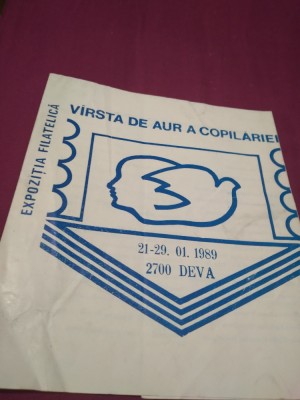 EXPOZIȚIA FILATELICĂ
VÎRSTA DE AUR A COPILĂRIEI
21-29. 01. 1989
2700 DEVA